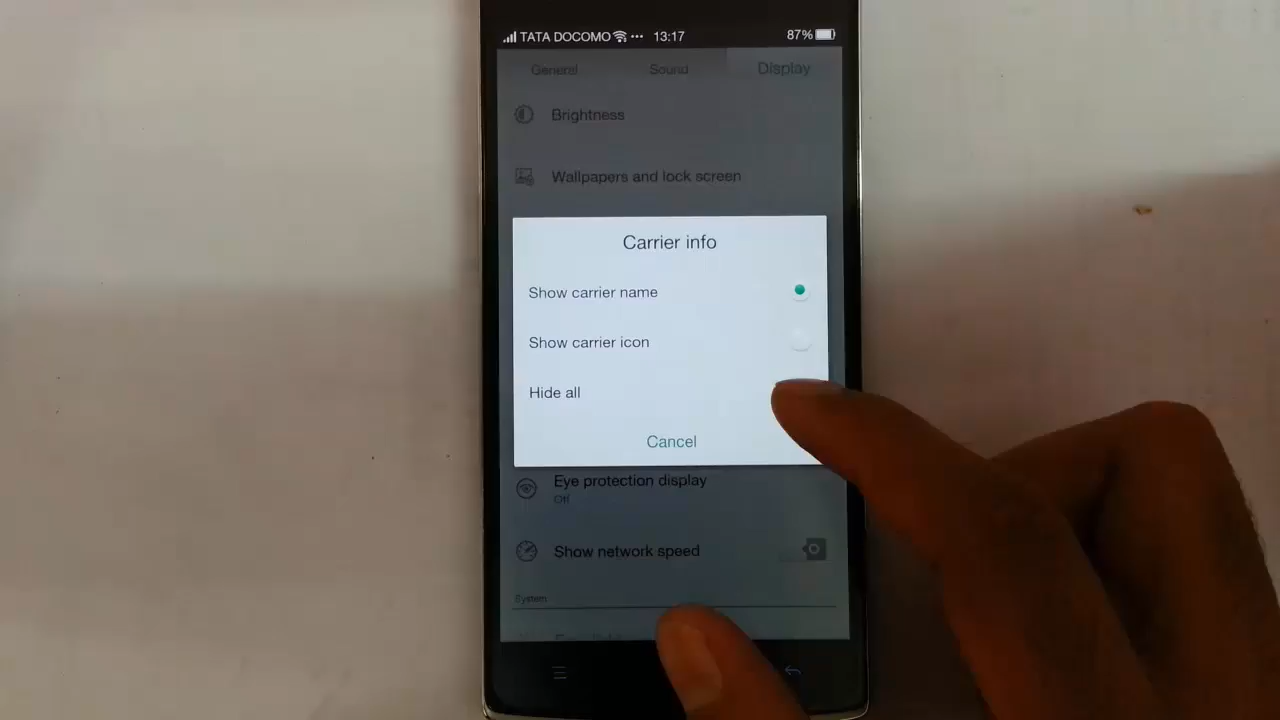 TATA DOCOMO ••• 13:17 87%
General Sound Display
Brightness
Wallpapers and lock screen
Carrier info
Show carrier name
Show carrier icon
Hide all
Cancel
Eye protection display
Off
Show network speed
System